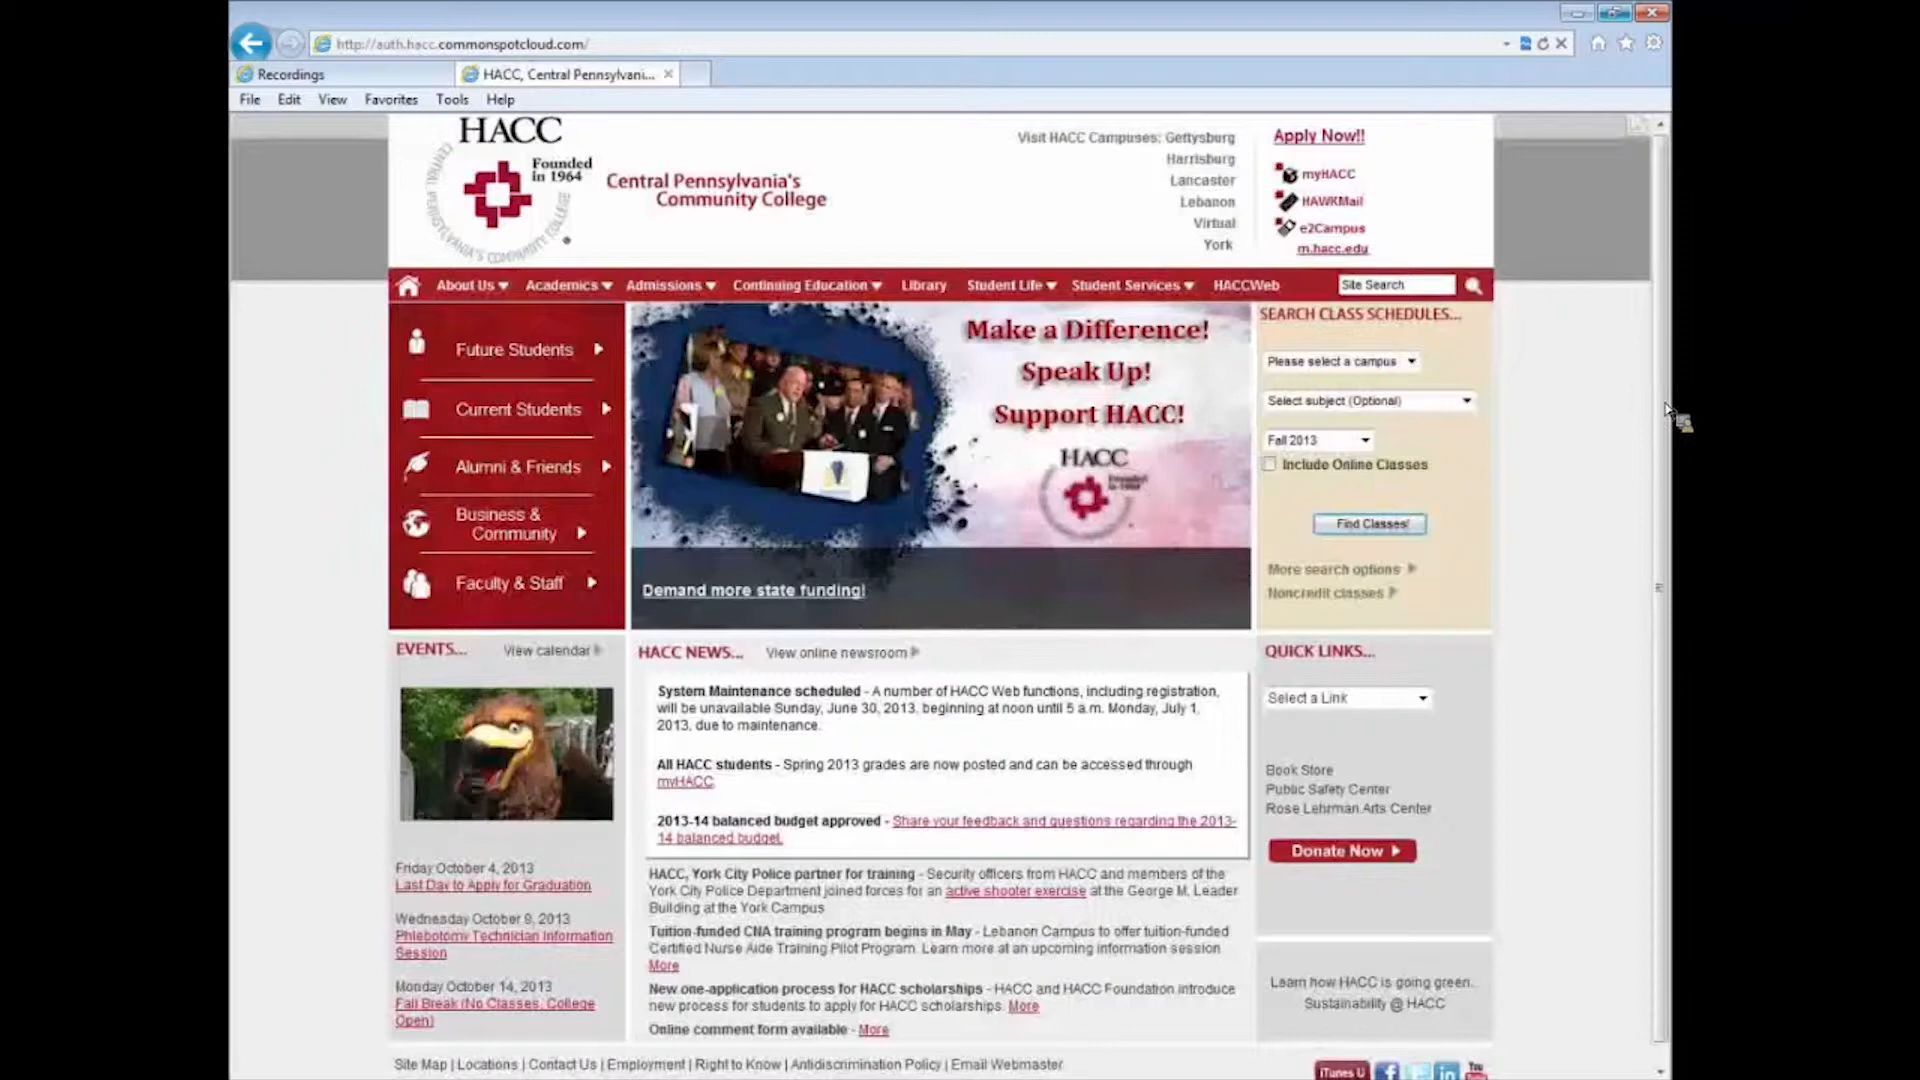 http://auth.hacc.commonspotcloud.com/
Recordings
HACC, Central Pennsylvani...
File Edit View Favorites Tools Help
HACC
Founded
in 1964
CENTRAL PENNSYLVANIA'S COMMUNITY COLLEGE
Central Pennsylvania's
Community College
Visit HACC Campuses: Gettysburg
Harrisburg
Lancaster
Lebanon
Virtual
York
Apply Now!!
myHACC
HAWKMail
e2Campus
m.hacc.edu
About Us Academics Admissions Continuing Education Library Student Life Student Services HACCWeb Site Search
Future Students
Current Students
Alumni & Friends
Business &
Community
Faculty & Staff
Make a Difference!
Speak Up!
Support HACC!
HACC
Founded
in 1964
Demand more state funding!
SEARCH CLASS SCHEDULES...
Please select a campus
Select subject (Optional)
Fall 2013
Include Online Classes
Find Classes!
More search options
Noncredit classes
EVENTS... View calendar
Friday October 4, 2013
Last Day to Apply for Graduation
Wednesday October 9, 2013
Phlebotomy Technician Information
Session
Monday October 14, 2013
Fall Break (No Classes, College
Open)
HACC NEWS... View online newsroom
System Maintenance scheduled - A number of HACC Web functions, including registration,
will be unavailable Sunday, June 30, 2013, beginning at noon until 5 a.m. Monday, July 1,
2013, due to maintenance.
All HACC students - Spring 2013 grades are now posted and can be accessed through
myHACC.
2013-14 balanced budget approved - Share your feedback and questions regarding the 2013-
14 balanced budget.
HACC, York City Police partner for training - Security officers from HACC and members of the
York City Police Department joined forces for an active shooter exercise at the George M. Leader
Building at the York Campus
Tuition-funded CNA training program begins in May - Lebanon Campus to offer tuition-funded
Certified Nurse Aide Training Pilot Program. Learn more at an upcoming information session
More
New one-application process for HACC scholarships - HACC and HACC Foundation introduce
new process for students to apply for HACC scholarships. More
Online comment form available - More
QUICK LINKS...
Select a Link
Book Store
Public Safety Center
Rose Lehrman Arts Center
Donate Now
Learn how HACC is going green.
Sustainability @ HACC
Site Map | Locations | Contact Us | Employment | Right to Know | Antidiscrimination Policy | Email Webmaster
iTunes U f in You